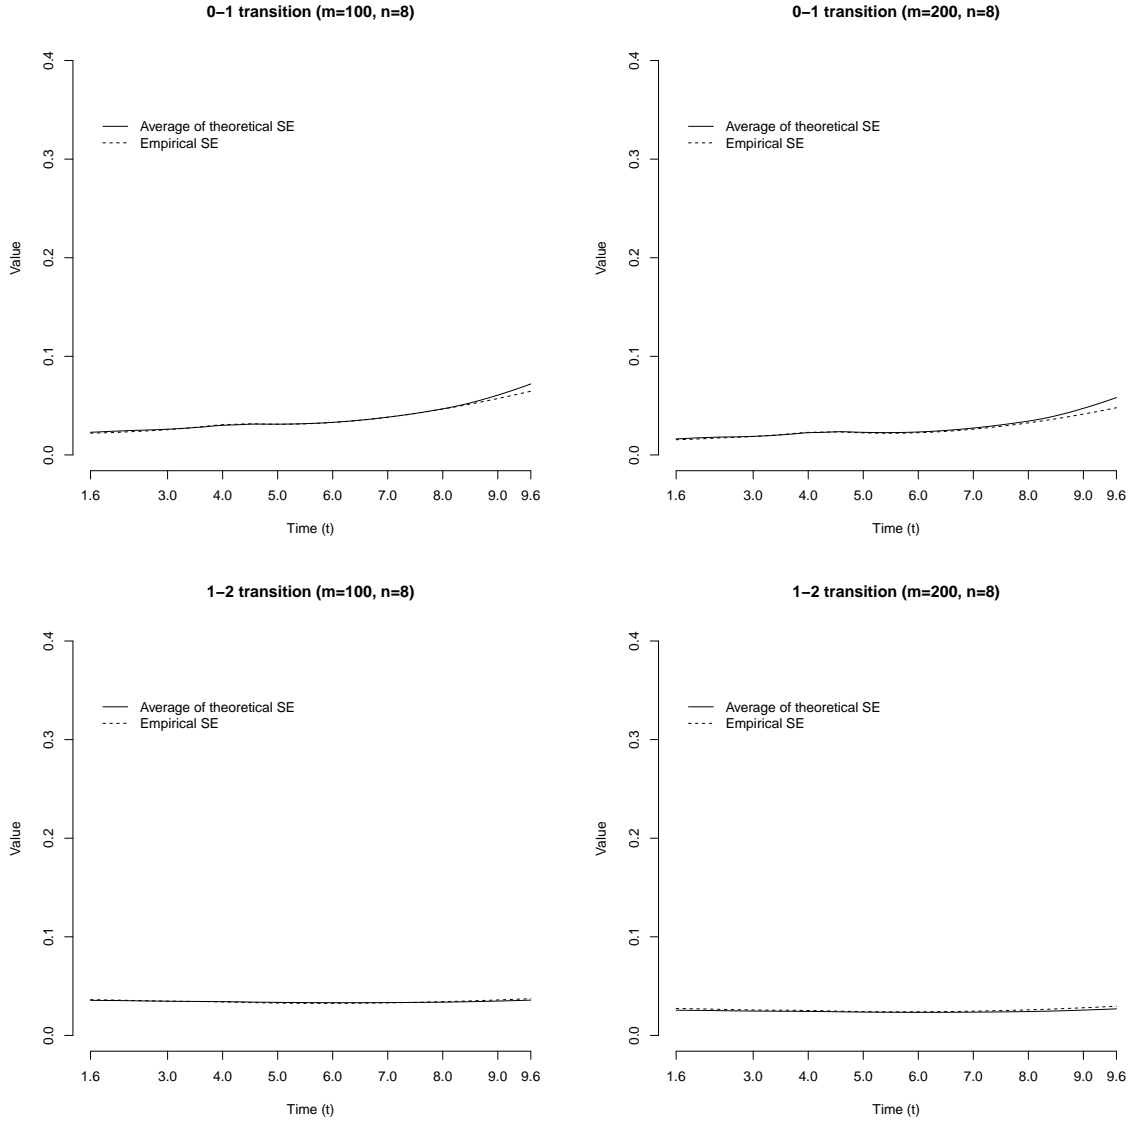 0−1 transition (m=100, n=8)
0.4
0.3
0.2
0.1
0.0
Value
Average of theoretical SE
Empirical SE
1.6 3.0 4.0 5.0 6.0 7.0 8.0 9.0 9.6
Time (t)
0−1 transition (m=200, n=8)
0.4
0.3
0.2
0.1
0.0
Value
Average of theoretical SE
Empirical SE
1.6 3.0 4.0 5.0 6.0 7.0 8.0 9.0 9.6
Time (t)
1−2 transition (m=100, n=8)
0.4
0.3
0.2
0.1
0.0
Value
Average of theoretical SE
Empirical SE
1.6 3.0 4.0 5.0 6.0 7.0 8.0 9.0 9.6
Time (t)
1−2 transition (m=200, n=8)
0.4
0.3
0.2
0.1
0.0
Value
Average of theoretical SE
Empirical SE
1.6 3.0 4.0 5.0 6.0 7.0 8.0 9.0 9.6
Time (t)